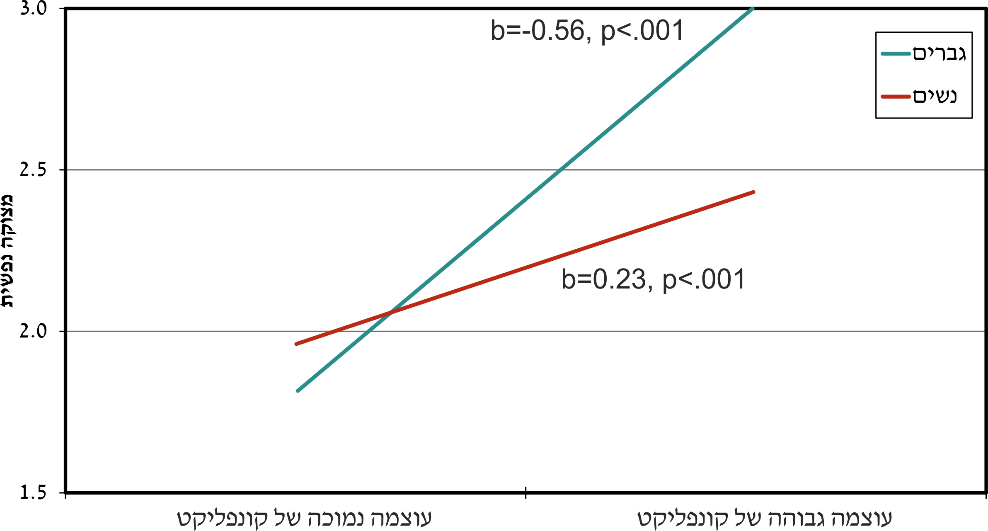 3.0
b=-0.56, p<.001
גברים
נשים
2.5
מצוקה נפשית
b=0.23, p<.001
2.0
1.5
עוצמה נמוכה של קונפליקט
עוצמה גבוהה של קונפליקט